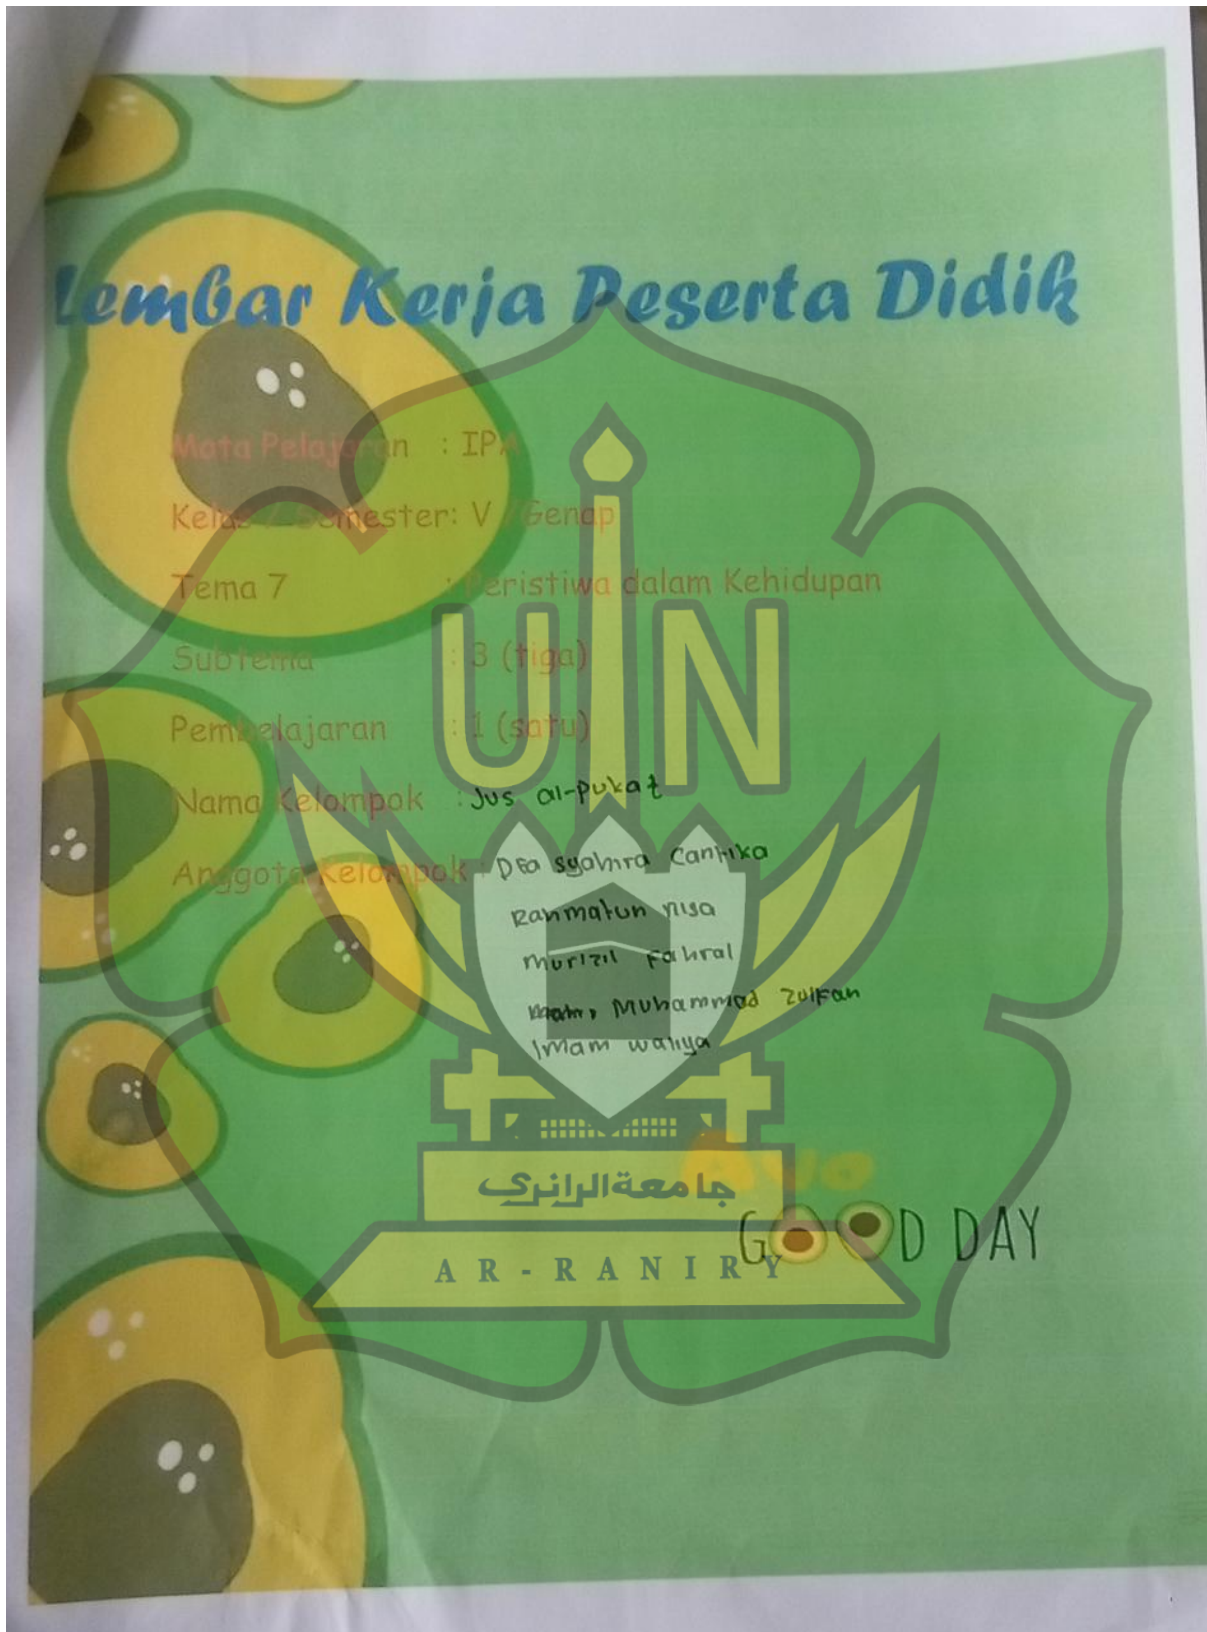 Lembar Kerja Peserta Didik
Mata Pelajaran : IPA
Kelas / Semester: V / Genap
Tema 7 : Peristiwa dalam Kehidupan
Subtema : 3 (tiga)
UIN
Pembelajaran : 1 (satu)
Nama Kelompok : Jus al-pukat
Anggota Kelompok : Dea syahira Cantika
Rahmatun nisa
murizil fahral
Muhammad zulfan
Imam waliya
Avo
جامعة الرانري
GOOD DAY
AR-RANIRY